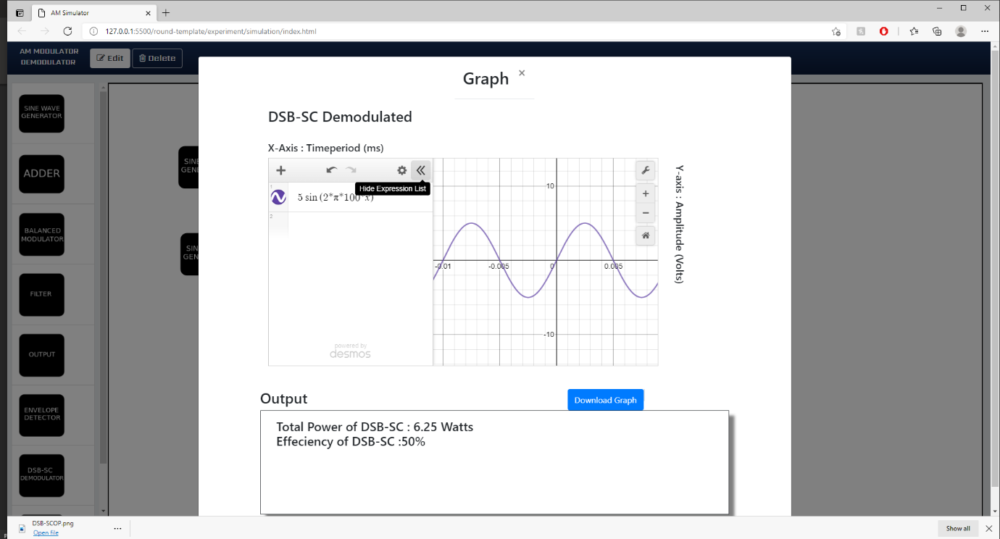 AM Simulator
127.0.0.1:5500/round-template/experiment/simulation/index.html
AM MODULATOR
DEMODULATOR
Edit
Delete
SINE WAVE
GENERATOR
ADDER
BALANCED
MODULATOR
FILTER
OUTPUT
ENVELOPE
DETECTOR
DSB-SC
DEMODULATOR
SINE
GENE
SIN
GEN
Graph ×
DSB-SC Demodulated
X-Axis : Timeperiod (ms)
Hide Expression List
1
5 sin (2*π*100*x)
2
powered by
desmos
10
-0.01
-0.005
0
0.005
-10
Y-axis : Amplitude (Volts)
Output
Download Graph
Total Power of DSB-SC : 6.25 Watts
Effeciency of DSB-SC :50%
DSB-SCOP.png
Open file
Show all